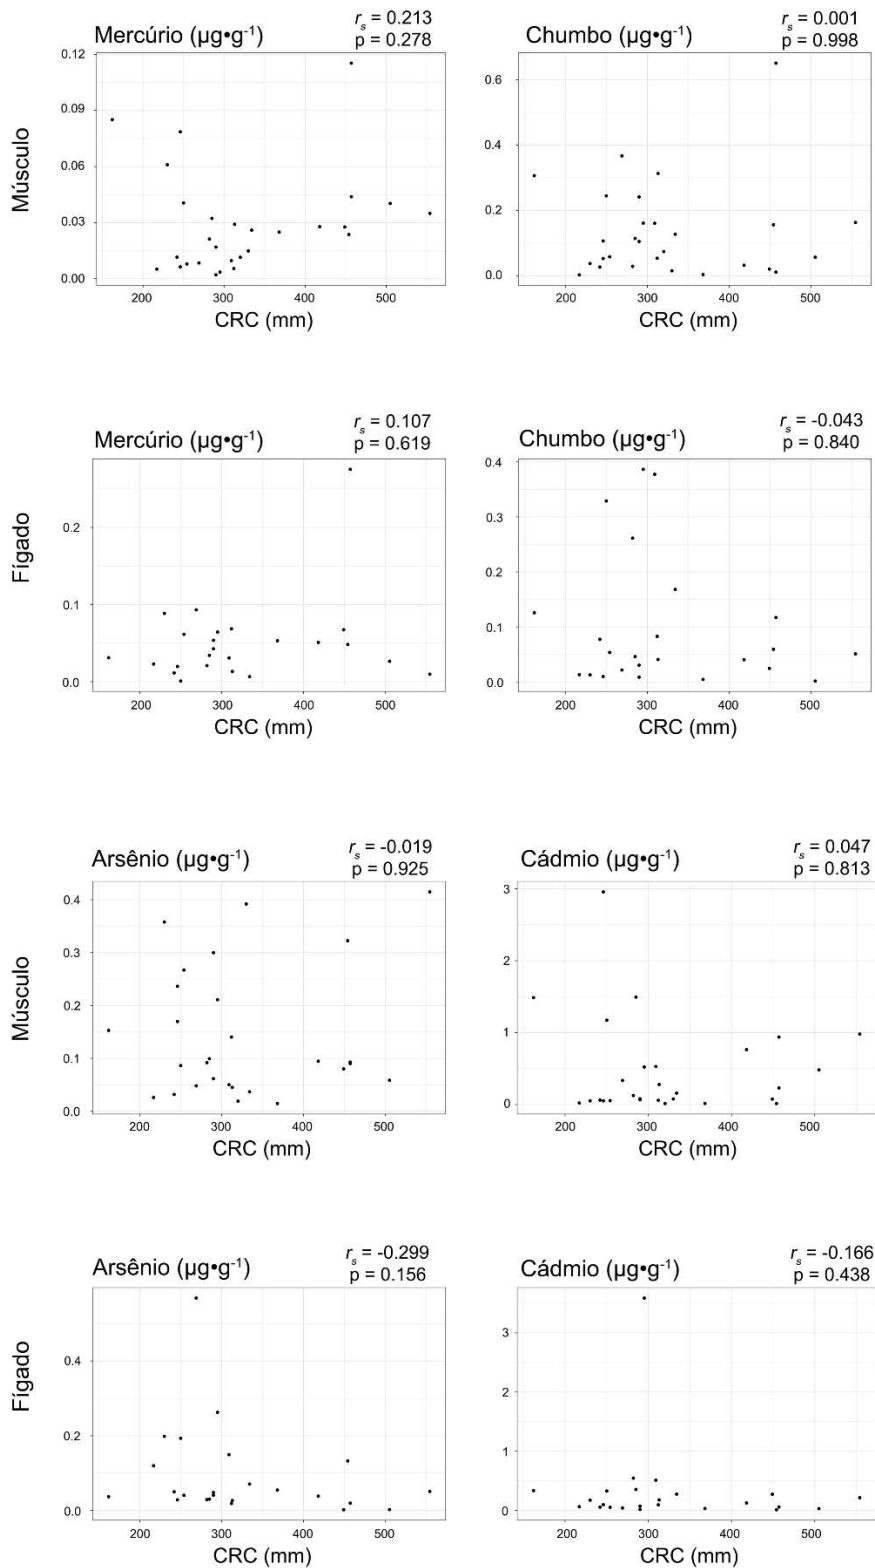 Mercúrio (µg•g⁻¹)
rₛ = 0.213
p = 0.278
Músculo
0.12
0.09
0.06
0.03
0.00
200 300 400 500
CRC (mm)
Chumbo (µg•g⁻¹)
rₛ = 0.001
p = 0.998
0.6
0.4
0.2
0.0
200 300 400 500
CRC (mm)
Mercúrio (µg•g⁻¹)
rₛ = 0.107
p = 0.619
Fígado
0.2
0.1
0.0
200 300 400 500
CRC (mm)
Chumbo (µg•g⁻¹)
rₛ = -0.043
p = 0.840
0.4
0.3
0.2
0.1
0.0
200 300 400 500
CRC (mm)
Arsênio (µg•g⁻¹)
rₛ = -0.019
p = 0.925
Músculo
0.4
0.3
0.2
0.1
0.0
200 300 400 500
CRC (mm)
Cádmio (µg•g⁻¹)
rₛ = 0.047
p = 0.813
3
2
1
0
200 300 400 500
CRC (mm)
Arsênio (µg•g⁻¹)
rₛ = -0.299
p = 0.156
Fígado
0.4
0.2
0.0
200 300 400 500
CRC (mm)
Cádmio (µg•g⁻¹)
rₛ = -0.166
p = 0.438
3
2
1
0
200 300 400 500
CRC (mm)